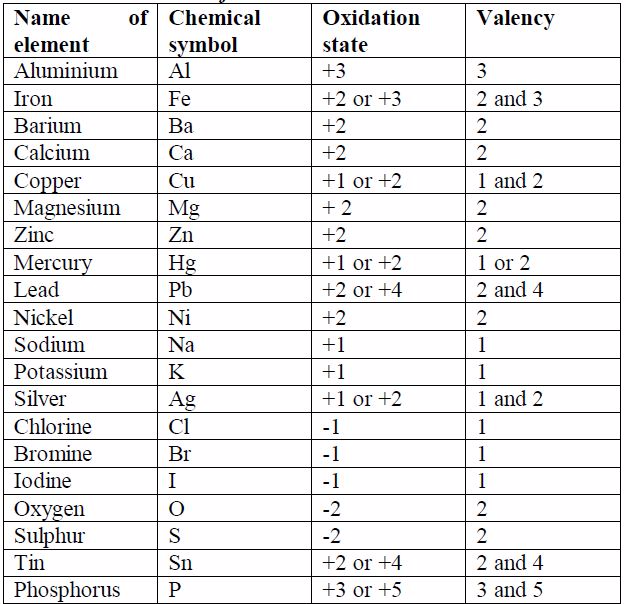 Name of element Chemical symbol Oxidation state Valency
Aluminium Al +3 3
Iron Fe +2 or +3 2 and 3
Barium Ba +2 2
Calcium Ca +2 2
Copper Cu +1 or +2 1 and 2
Magnesium Mg + 2 2
Zinc Zn +2 2
Mercury Hg +1 or +2 1 or 2
Lead Pb +2 or +4 2 and 4
Nickel Ni +2 2
Sodium Na +1 1
Potassium K +1 1
Silver Ag +1 or +2 1 and 2
Chlorine Cl -1 1
Bromine Br -1 1
Iodine I -1 1
Oxygen O -2 2
Sulphur S -2 2
Tin Sn +2 or +4 2 and 4
Phosphorus P +3 or +5 3 and 5